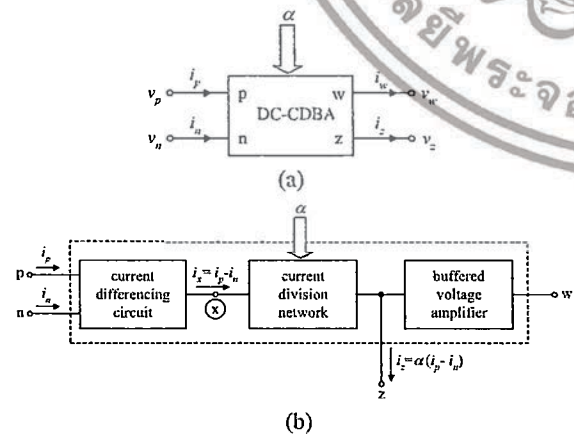 α
i_p i_w
v_p p w v_w
DC-CDBA
i_n i_z
v_n n z v_z
(a)
α
i_p
p
i_n
n
current differencing circuit
i_x = i_p-i_n
x
current division network
buffered voltage amplifier
w
i_z=α(i_p-i_n)
z
(b)